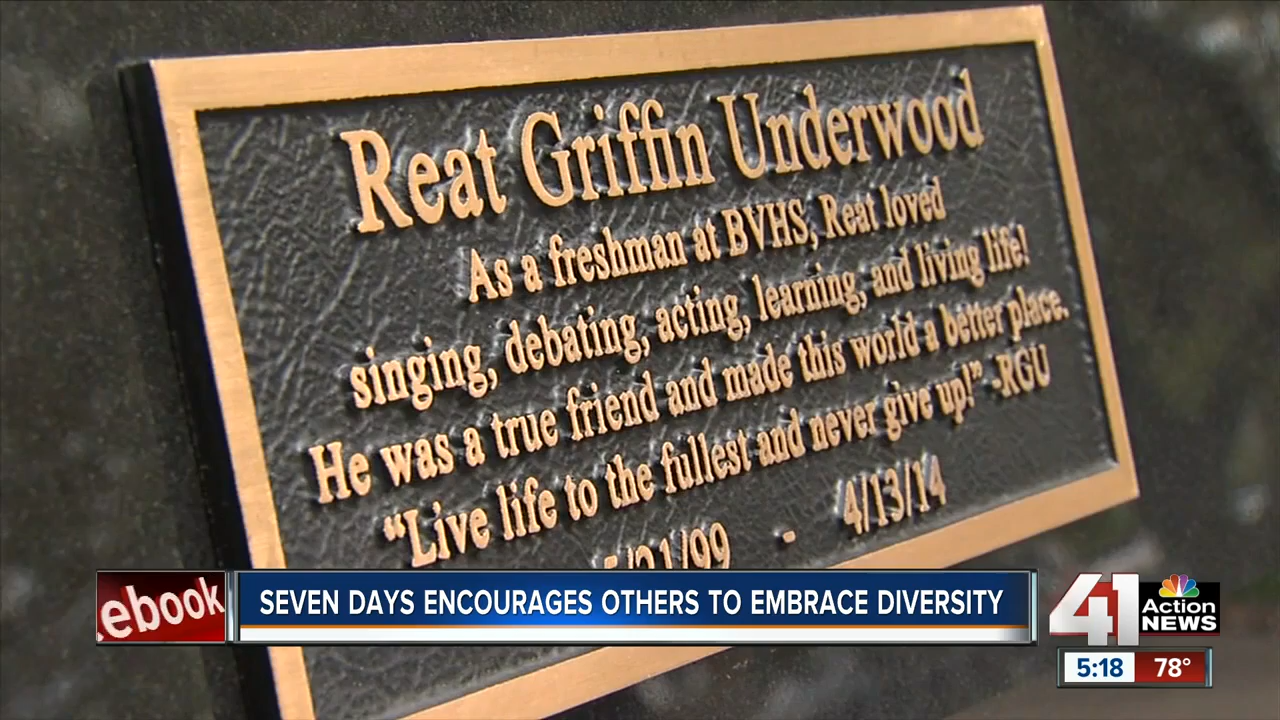 Reat Griffin Underwood
As a freshman at BVHS, Reat loved
singing, debating, acting, learning, and living life!
He was a true friend and made this world a better place.
“Live life to the fullest and never give up!” -RGU
/21/99 - 4/13/14
ebook
SEVEN DAYS ENCOURAGES OTHERS TO EMBRACE DIVERSITY
41 Action NEWS
5:18 78°